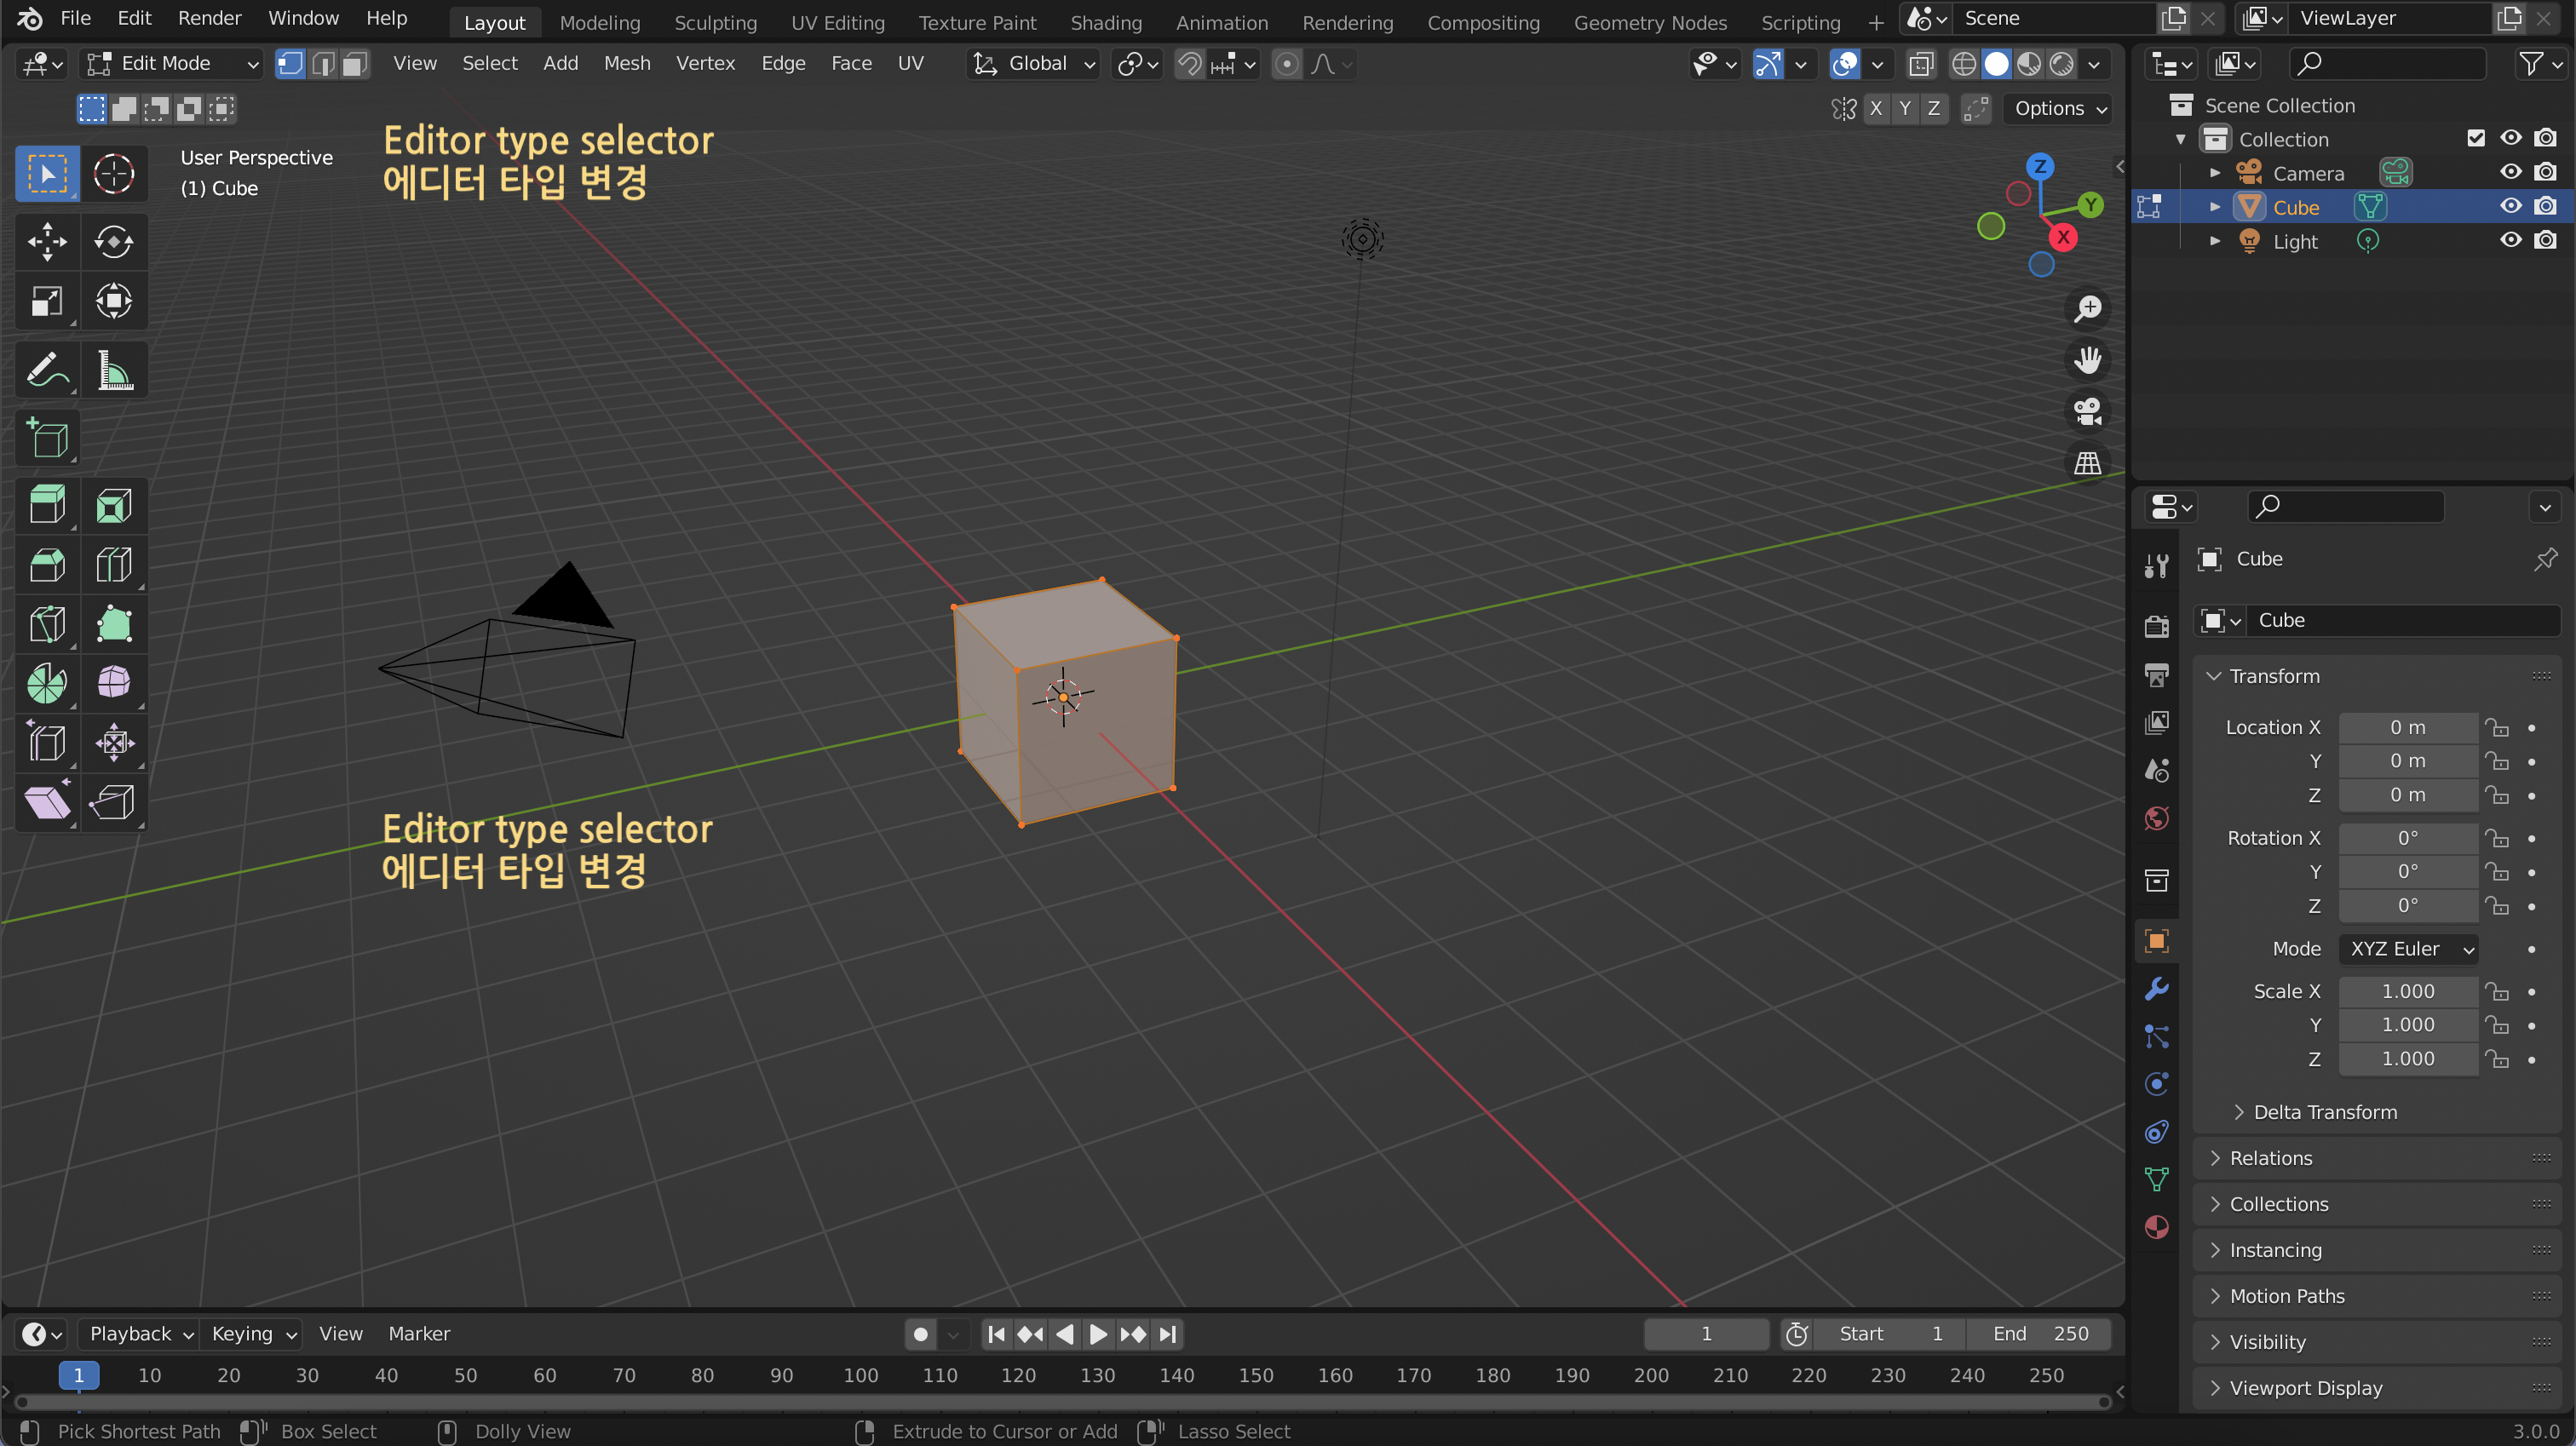 File Edit Render Window Help Layout Modeling Sculpting UV Editing Texture Paint Shading Animation Rendering Compositing Geometry Nodes Scripting + Scene ViewLayer
Edit Mode View Select Add Mesh Vertex Edge Face UV Global
X Y Z Options
User Perspective
(1) Cube
Editor type selector
에디터 타입 변경
Z
Y
X
Editor type selector
에디터 타입 변경
Scene Collection
Collection
Camera
Cube
Light
Cube
Cube
Transform
Location X 0 m
Y 0 m
Z 0 m
Rotation X 0°
Y 0°
Z 0°
Mode XYZ Euler
Scale X 1.000
Y 1.000
Z 1.000
Delta Transform
Relations
Collections
Instancing
Motion Paths
Visibility
Viewport Display
Playback Keying View Marker 1 Start 1 End 250
1 10 20 30 40 50 60 70 80 90 100 110 120 130 140 150 160 170 180 190 200 210 220 230 240 250
Pick Shortest Path Box Select Dolly View Extrude to Cursor or Add Lasso Select 3.0.0